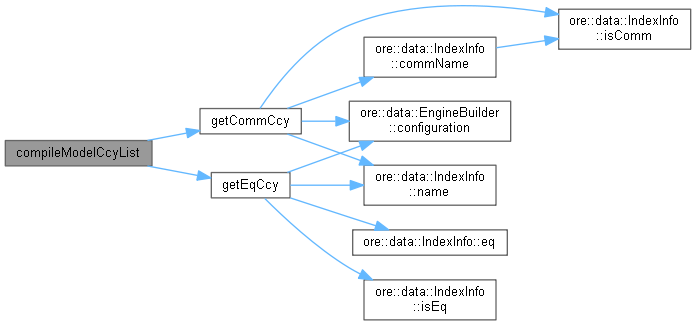 ore::data::IndexInfo
::isComm
ore::data::IndexInfo
::commName
getCommCcy
ore::data::EngineBuilder
::configuration
compileModelCcyList
getEqCcy
ore::data::IndexInfo
::name
ore::data::IndexInfo::eq
ore::data::IndexInfo
::isEq